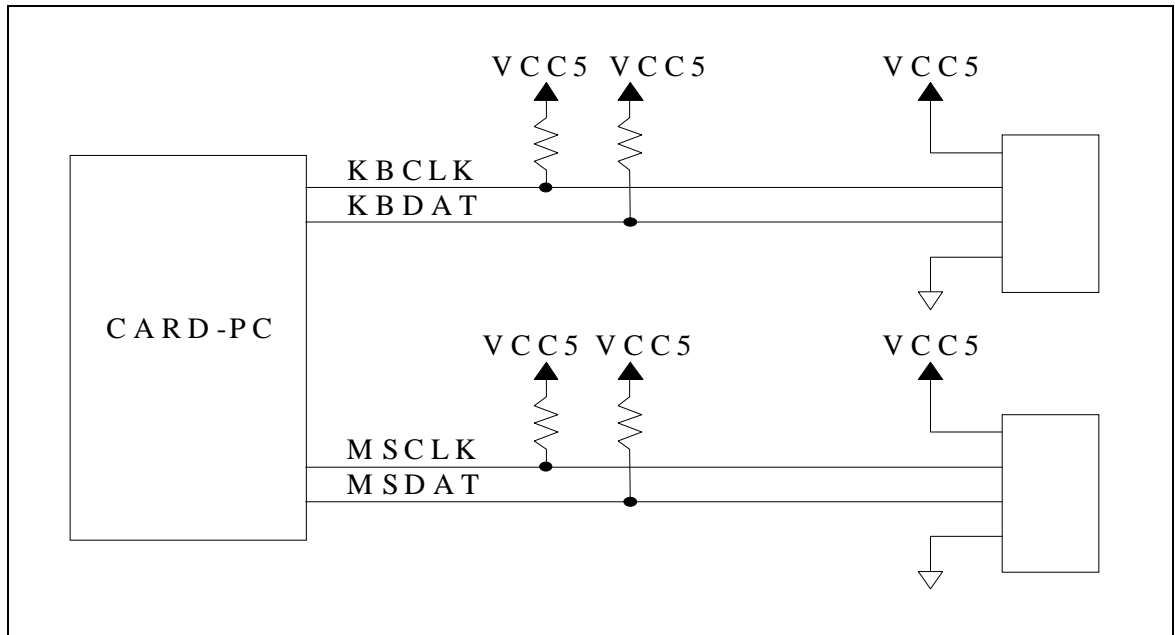 VCC5 VCC5 VCC5
KBCLK
KBDAT
CARD-PC
VCC5 VCC5 VCC5
MSCLK
MSDAT